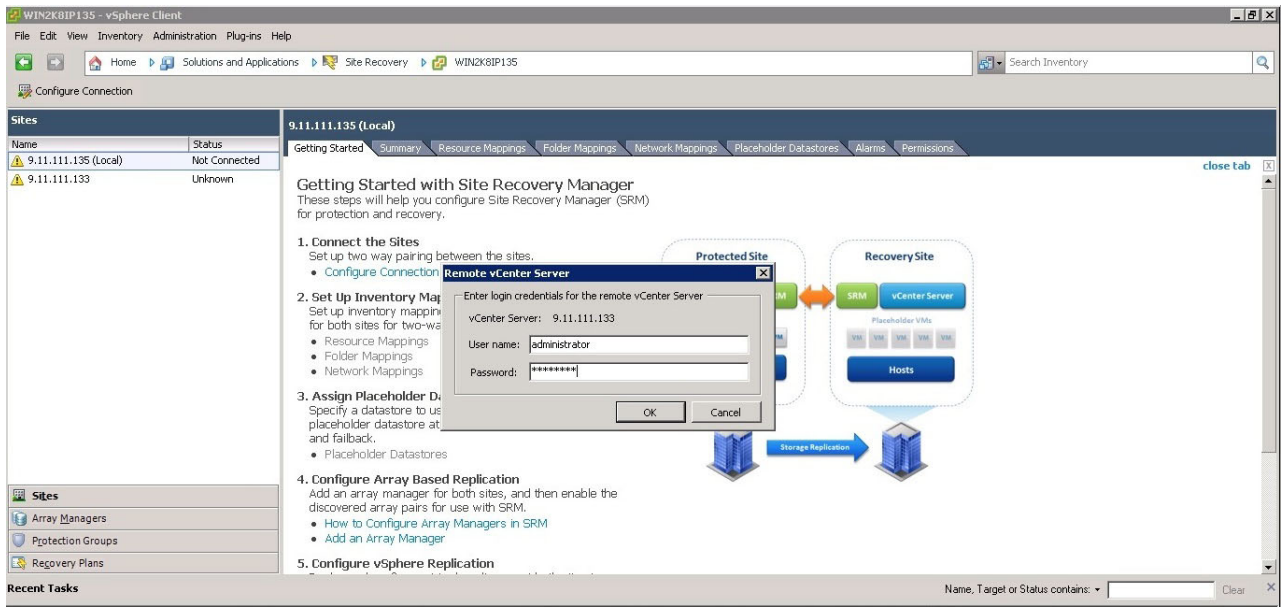 WIN2K8IP135 - vSphere Client
File Edit View Inventory Administration Plug-ins Help
Home Solutions and Applications Site Recovery WIN2K8IP135
Search Inventory
Configure Connection
Sites
Name Status
9.11.111.135 (Local) Not Connected
9.11.111.133 Unknown
9.11.111.135 (Local)
Getting Started Summary Resource Mappings Folder Mappings Network Mappings Placeholder Datastores Alarms Permissions
close tab X
Getting Started with Site Recovery Manager
These steps will help you configure Site Recovery Manager (SRM)
for protection and recovery.
1. Connect the Sites
Set up two way pairing between the sites.
• Configure Connection
2. Set Up Inventory
Set up inventory
for both sites for
• Resource Mappings
• Folder Mappings
• Network Mappings
3. Assign Placeholder
Specify a datastore to
placeholder datastore at
and failback.
• Placeholder Datastores
4. Configure Array Based Replication
Add an array manager for both sites, and then enable the
discovered array pairs for use with SRM.
• How to Configure Array Managers in SRM
• Add an Array Manager
5. Configure vSphere Replication
Remote vCenter Server
Enter login credentials for the remote vCenter Server
vCenter Server: 9.11.111.133
User name: administrator
Password: ********
OK Cancel
Protected Site
Recovery Site
SRM vCenter Server
Placeholder VMs
VM VM VM VM VM
Hosts
Storage Replication
Sites
Array Managers
Protection Groups
Recovery Plans
Recent Tasks
Name, Target or Status contains:
Clear